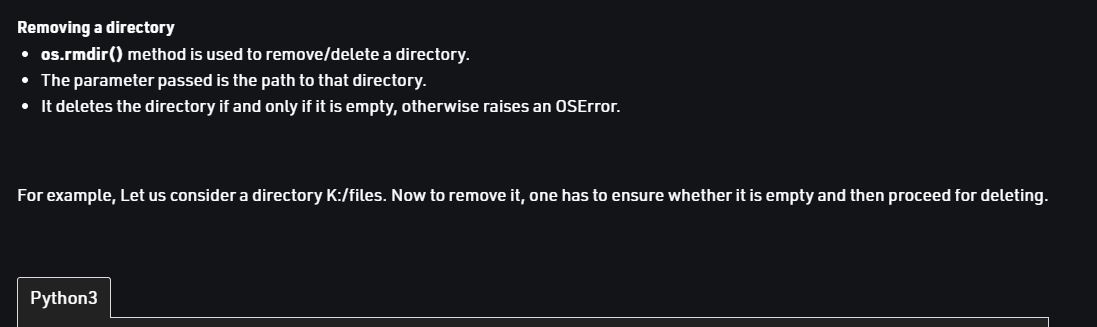 Removing a directory
• os.rmdir() method is used to remove/delete a directory.
• The parameter passed is the path to that directory.
• It deletes the directory if and only if it is empty, otherwise raises an OSError.
For example, Let us consider a directory K:/files. Now to remove it, one has to ensure whether it is empty and then proceed for deleting.
Python3